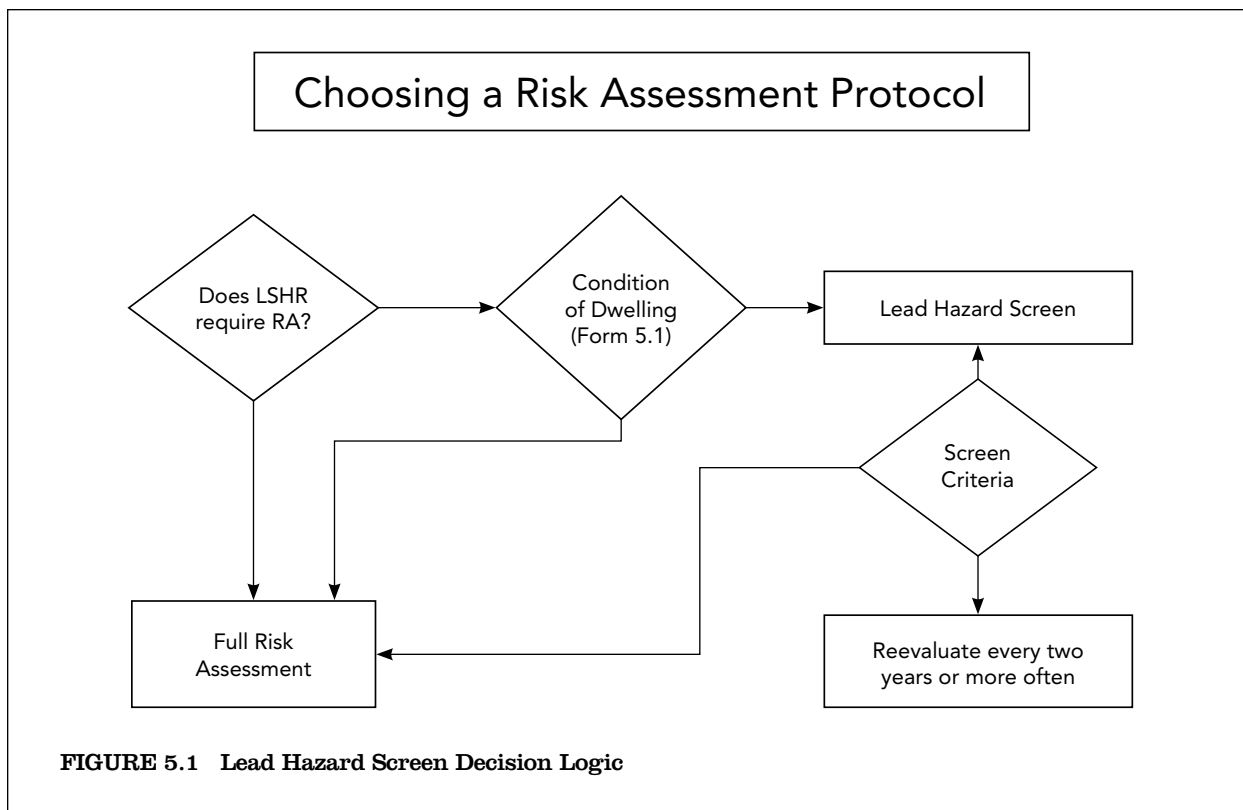 Choosing a Risk Assessment Protocol
Does LSHR
require RA?
Condition
of Dwelling
(Form 5.1)
Lead Hazard Screen
Screen
Criteria
Full Risk
Assessment
Reevaluate every two
years or more often
FIGURE 5.1 Lead Hazard Screen Decision Logic